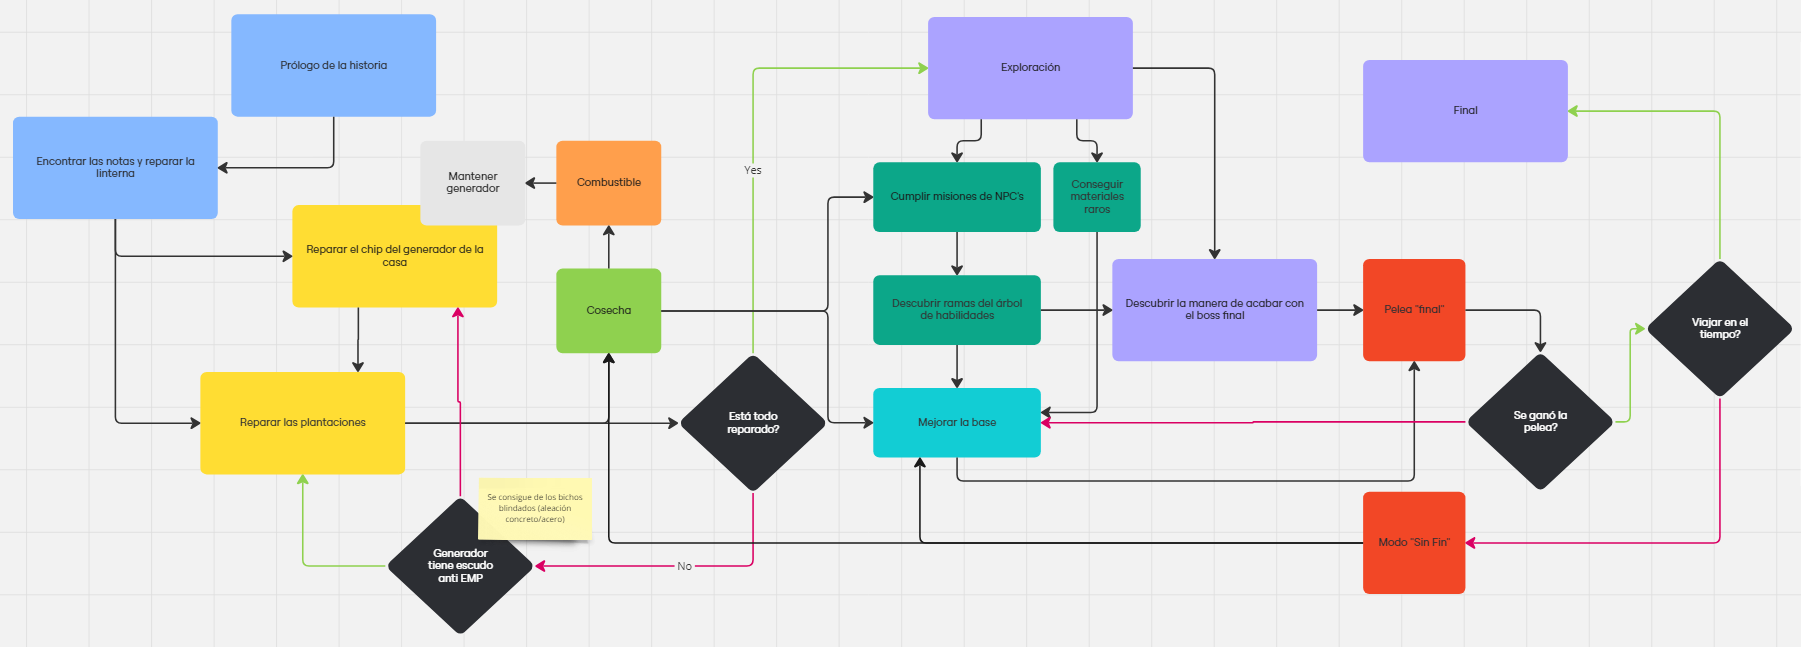 Prólogo de la historia
Encontrar las notas y reparar la
linterna
Mantener
generador
Combustible
Reparar el chip del generador de la
casa
Cosecha
Reparar las plantaciones
Se consigue de los bichos
blindados (aleación
concreto/acero)
Generador
tiene escudo
anti EMP
No
Yes
Está todo
reparado?
Exploración
Cumplir misiones de NPC's
Conseguir
materiales
raros
Descubrir ramas del árbol
de habilidades
Mejorar la base
Descubrir la manera de acabar con
el boss final
Final
Pelea "final"
Se ganó la
pelea?
Viajar en el
tiempo?
Modo "Sin Fin"